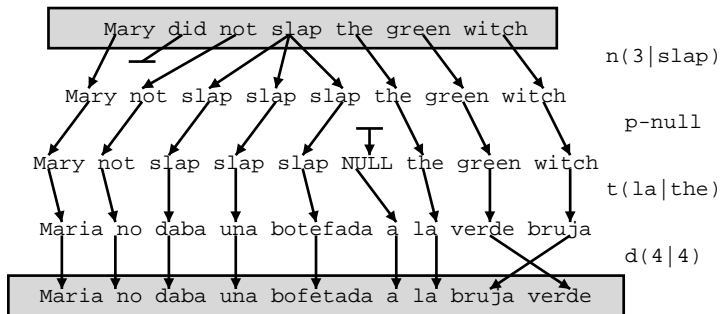 Mary did not slap the green witch
n(3|slap)
Mary not slap slap slap the green witch
p-null
Mary not slap slap slap NULL the green witch
t(la|the)
Maria no daba una botefada a la verde bruja
d(4|4)
Maria no daba una bofetada a la bruja verde